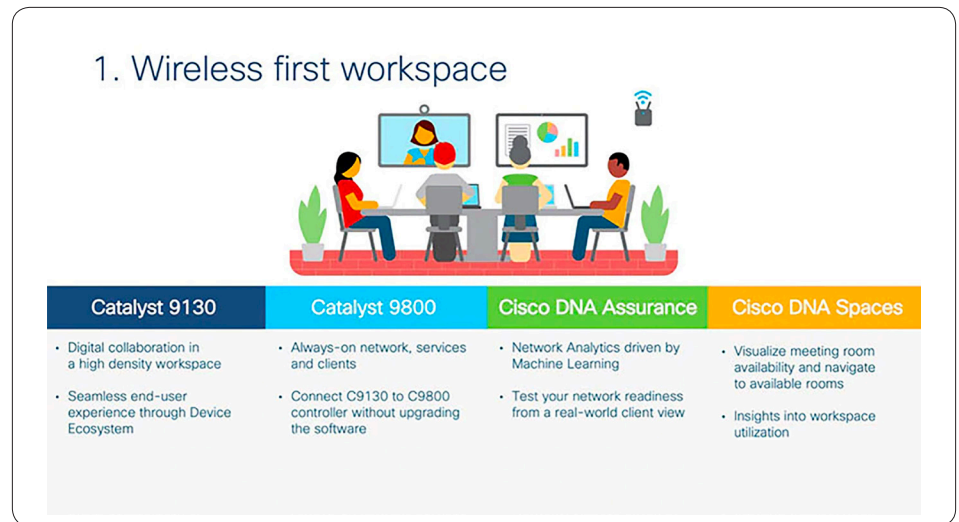 1. Wireless first workspace
Catalyst 9130
• Digital collaboration in
a high density workspace
• Seamless end-user
experience through Device
Ecosystem
Catalyst 9800
• Always-on network, services
and clients
• Connect C9130 to C9800
controller without upgrading
the software
Cisco DNA Assurance
• Network Analytics driven by
Machine Learning
• Test your network readiness
from a real-world client view
Cisco DNA Spaces
• Visualize meeting room
availability and navigate
to available rooms
• Insights into workspace
utilization